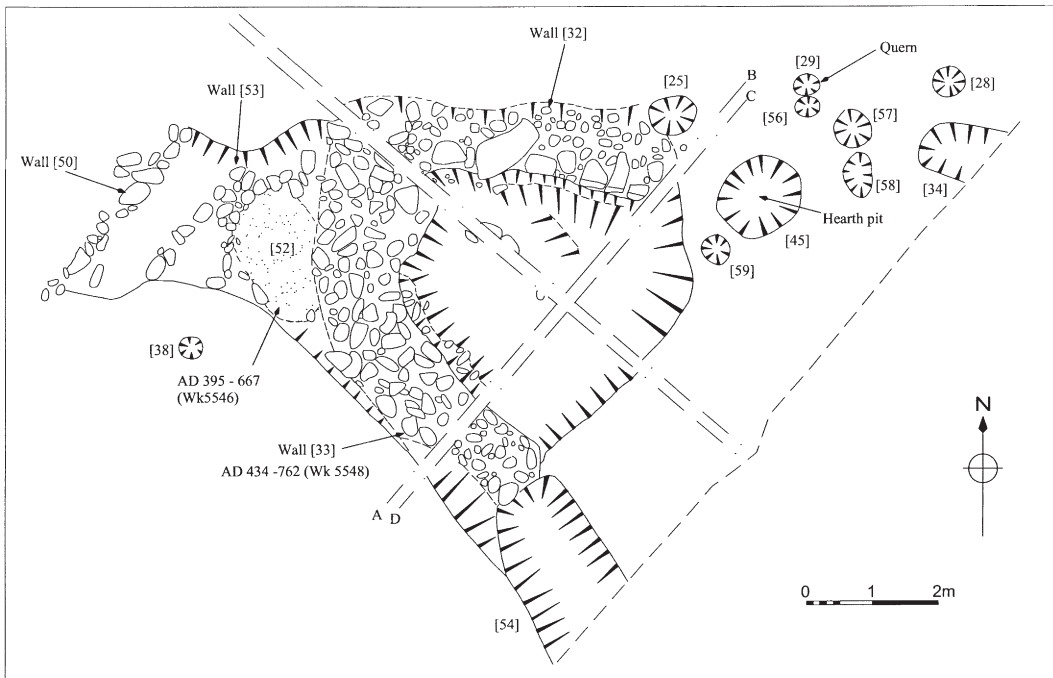 Wall [32]
Quern
[29]
B
C
[25]
[28]
Wall [53]
[56]
[57]
Wall [50]
[58]
[34]
Hearth pit
[45]
[59]
[52]
[38]
AD 395 - 667
(Wk5546)
Wall [33]
AD 434 -762 (Wk 5548)
N
A D
0 1 2m
[54]